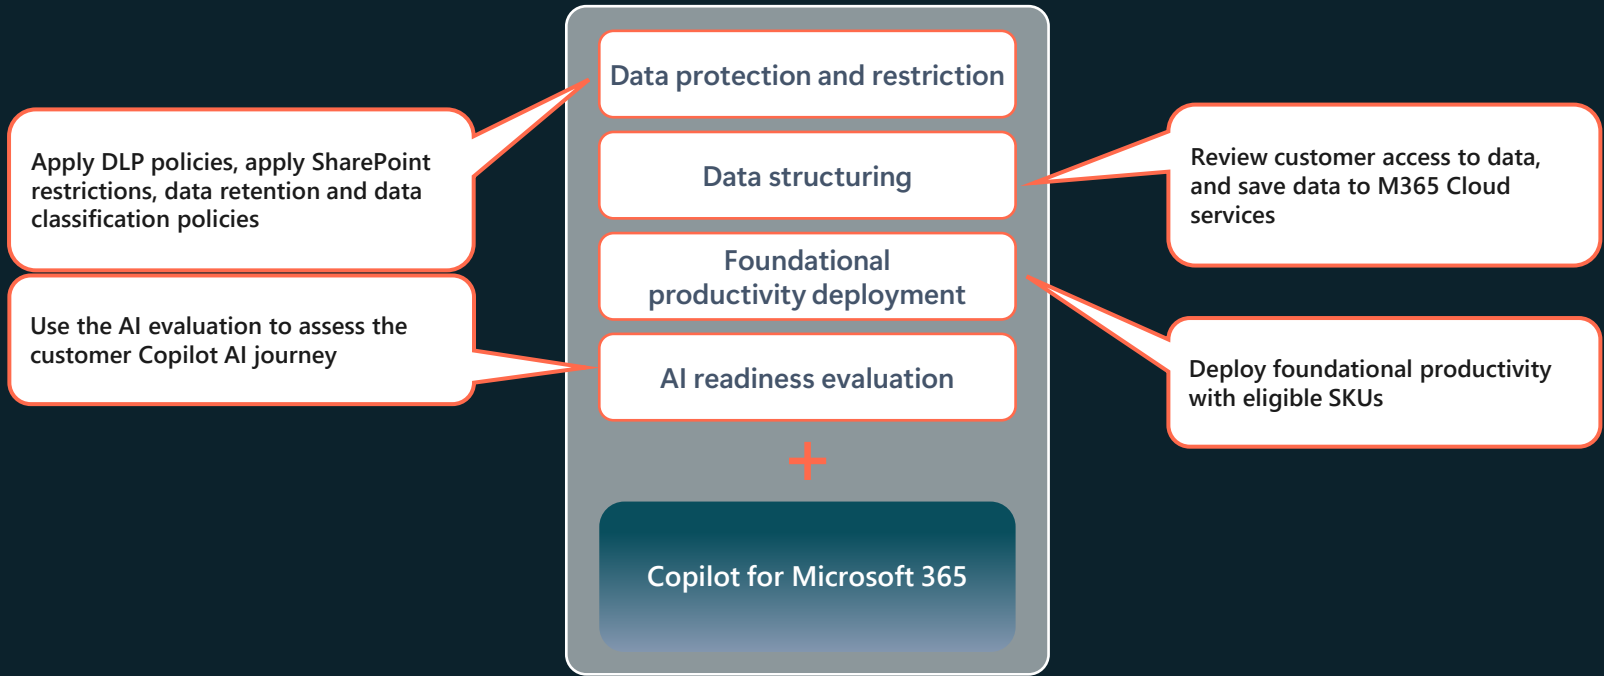 Data protection and restriction
Apply DLP policies, apply SharePoint
restrictions, data retention and data
classification policies
Data structuring
Review customer access to data,
and save data to M365 Cloud
services
Foundational
productivity deployment
Use the AI evaluation to assess the
customer Copilot AI journey
AI readiness evaluation
Deploy foundational productivity
with eligible SKUs
+
Copilot for Microsoft 365